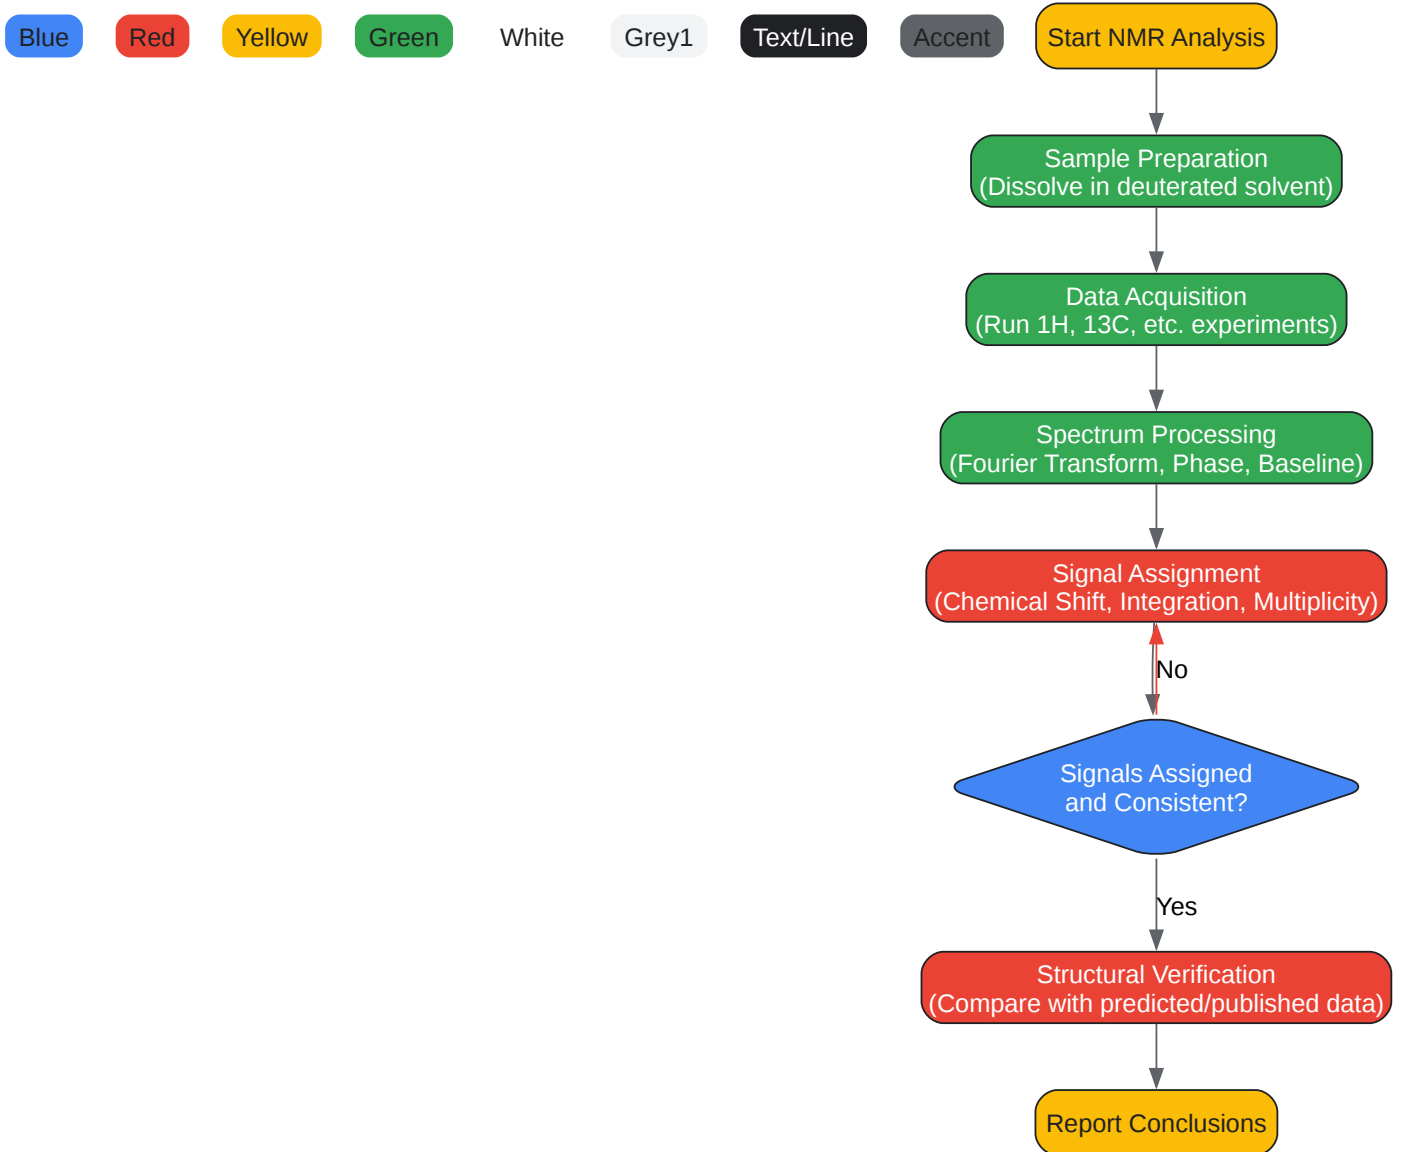 Blue
Red
Yellow
Green
White
Grey1
Text/Line
Accent
Start NMR Analysis
Sample Preparation
(Dissolve in deuterated solvent)
Data Acquisition
(Run 1H, 13C, etc. experiments)
Spectrum Processing
(Fourier Transform, Phase, Baseline)
Signal Assignment
(Chemical Shift, Integration, Multiplicity)
No
Signals Assigned
and Consistent?
Yes
Structural Verification
(Compare with predicted/published data)
Report Conclusions